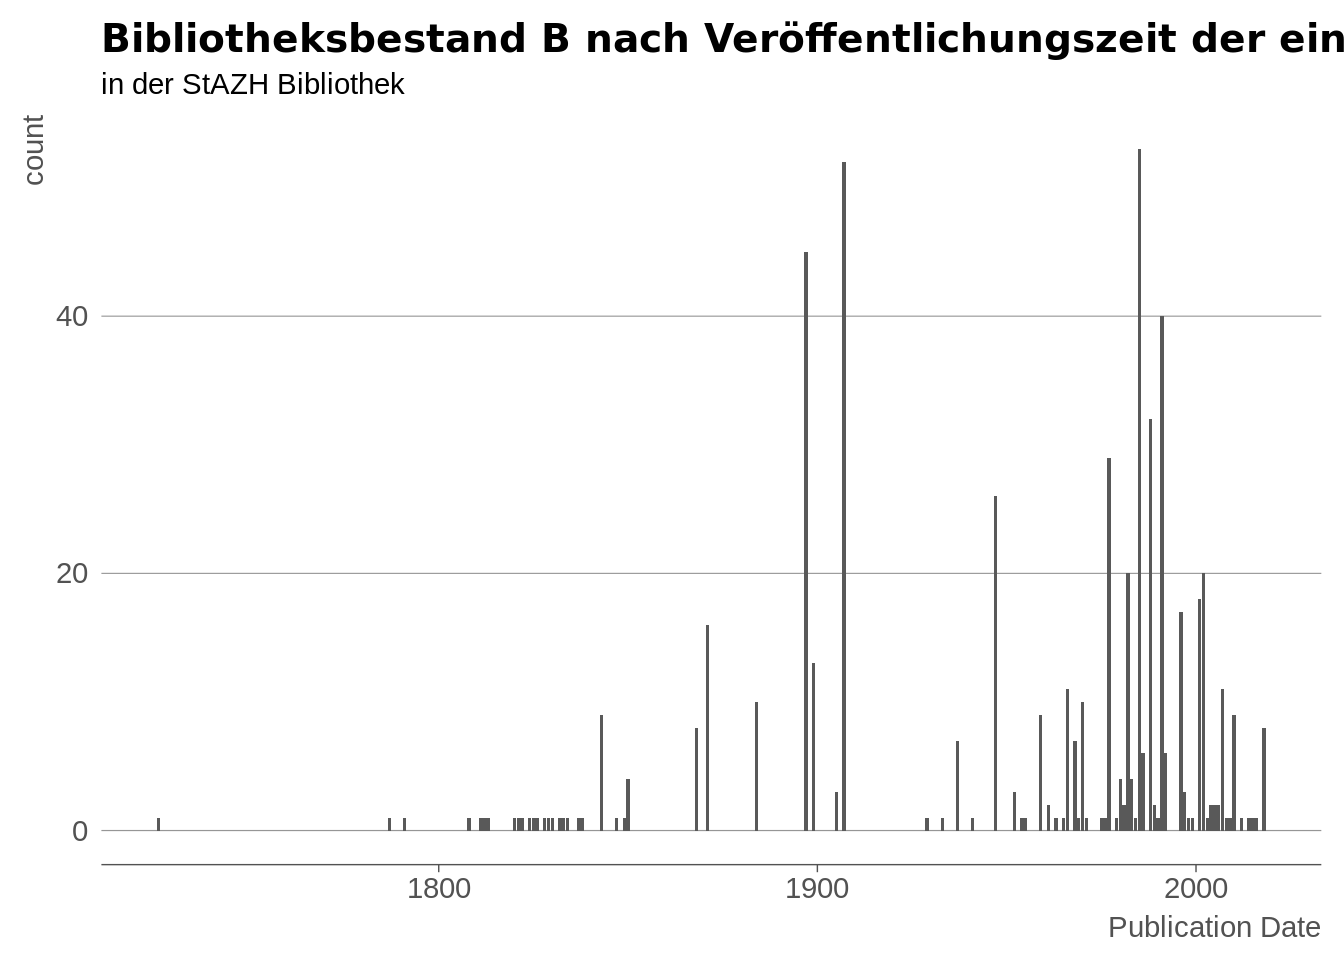 Bibliotheksbestand B nach Veröffentlichungszeit der ein
in der StAZH Bibliothek
count
40
20
0
1800
1900
2000
Publication Date